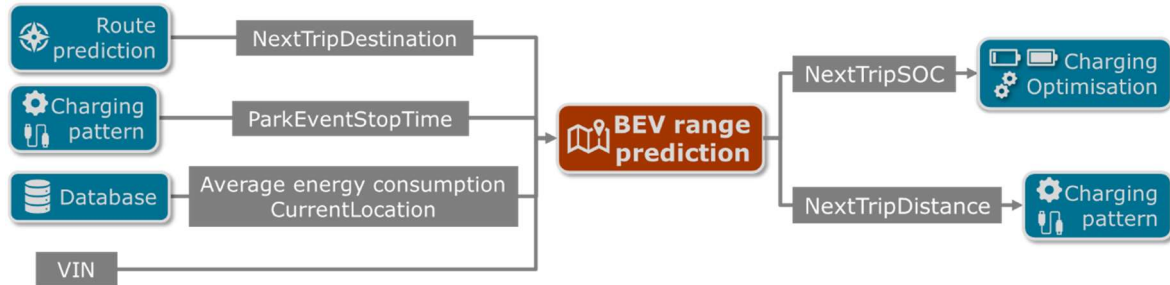 Route
prediction
NextTripDestination
Charging
pattern
ParkEventStopTime
Database
Average energy consumption
CurrentLocation
VIN
BEV range
prediction
NextTripSOC
Charging
Optimisation
NextTripDistance
Charging
pattern